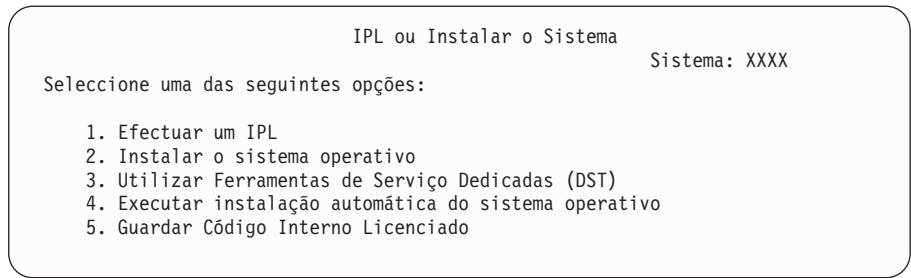 IPL ou Instalar o Sistema
Sistema: XXXX
Seleccione uma das seguintes opções:
1. Efectuar um IPL
2. Instalar o sistema operativo
3. Utilizar Ferramentas de Serviço Dedicadas (DST)
4. Executar instalação automática do sistema operativo
5. Guardar Código Interno Licenciado